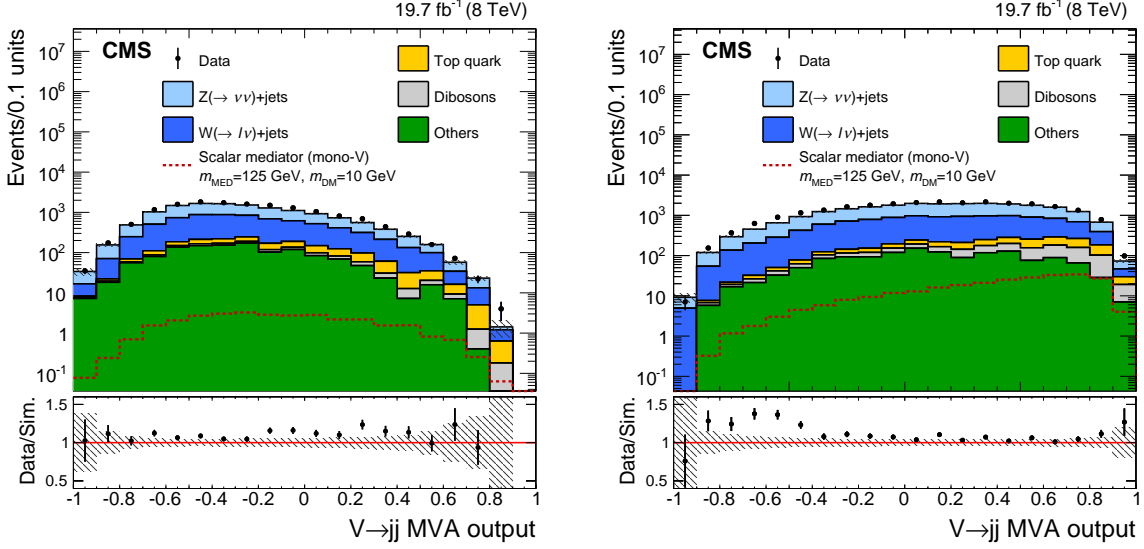 19.7 fb⁻¹ (8 TeV)
CMS
Data
Z(→ νν)+jets
W(→ lν)+jets
Scalar mediator (mono-V)
m_MED=125 GeV, m_DM=10 GeV
Top quark
Dibosons
Others
Events/0.1 units
10⁷
10⁶
10⁵
10⁴
10³
10²
10
1
10⁻¹
Data/Sim.
1.5
1
0.5
-1 -0.8 -0.6 -0.4 -0.2 0 0.2 0.4 0.6 0.8 1
V→jj MVA output
19.7 fb⁻¹ (8 TeV)
CMS
Data
Z(→ νν)+jets
W(→ lν)+jets
Scalar mediator (mono-V)
m_MED=125 GeV, m_DM=10 GeV
Top quark
Dibosons
Others
Events/0.1 units
10⁷
10⁶
10⁵
10⁴
10³
10²
10
1
10⁻¹
Data/Sim.
1.5
1
0.5
-1 -0.8 -0.6 -0.4 -0.2 0 0.2 0.4 0.6 0.8 1
V→jj MVA output